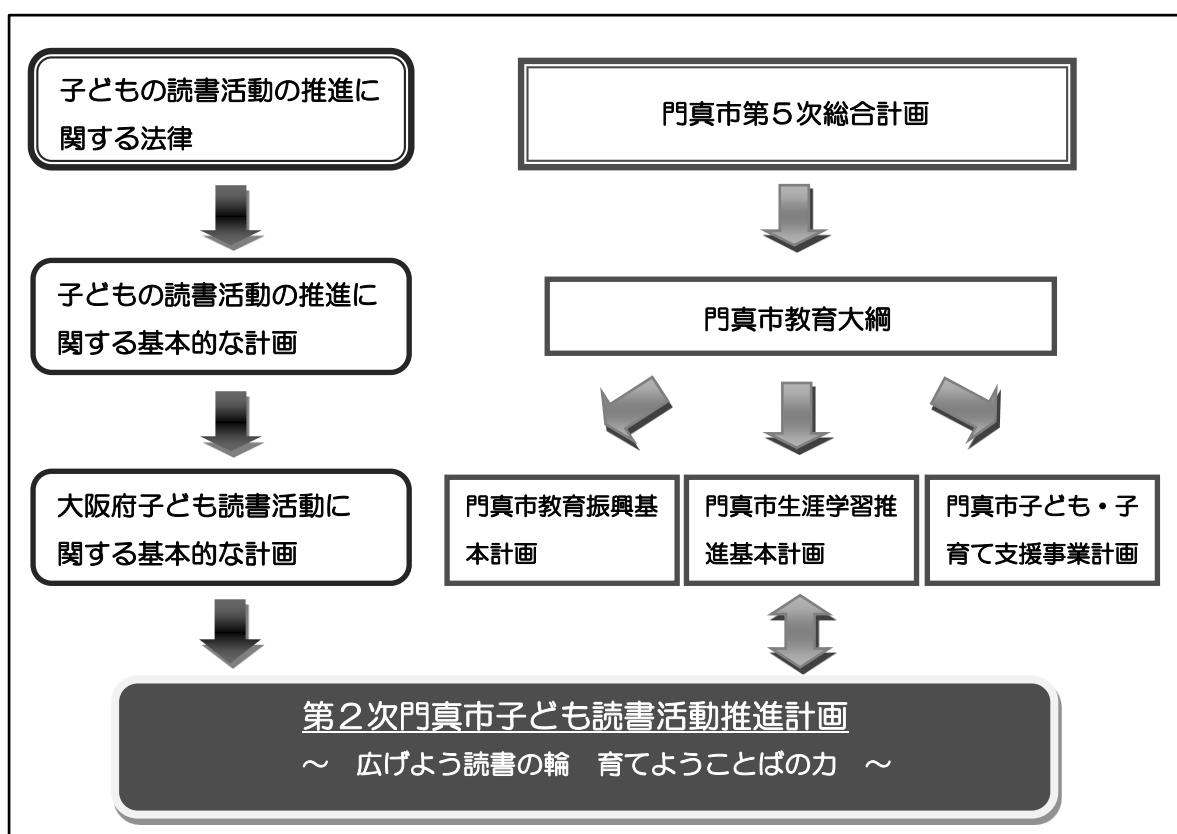 子どもの読書活動の推進に
関する法律
門真市第5次総合計画
子どもの読書活動の推進に
関する基本的な計画
門真市教育大綱
大阪府子ども読書活動に
関する基本的な計画
門真市教育振興基
本計画
門真市生涯学習推
進基本計画
門真市子ども・子
育て支援事業計画
第2次門真市子ども読書活動推進計画
～　広げよう読書の輪　育てようことばの力　～